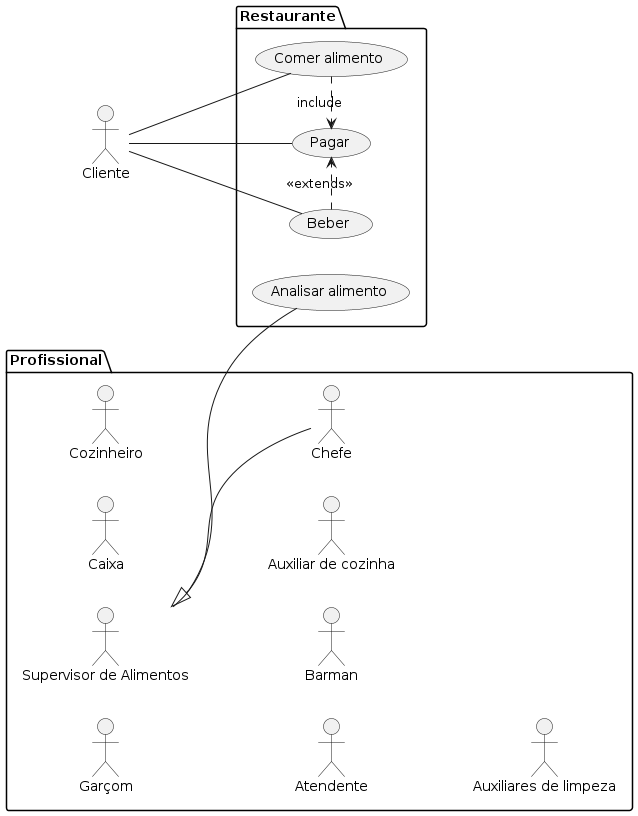 Restaurante
Comer alimento
include
Cliente
Pagar
«extends»
Beber
Analisar alimento
Profissional
Cozinheiro
Chefe
Caixa
Auxiliar de cozinha
Supervisor de Alimentos
Barman
Garçom
Atendente
Auxiliares de limpeza